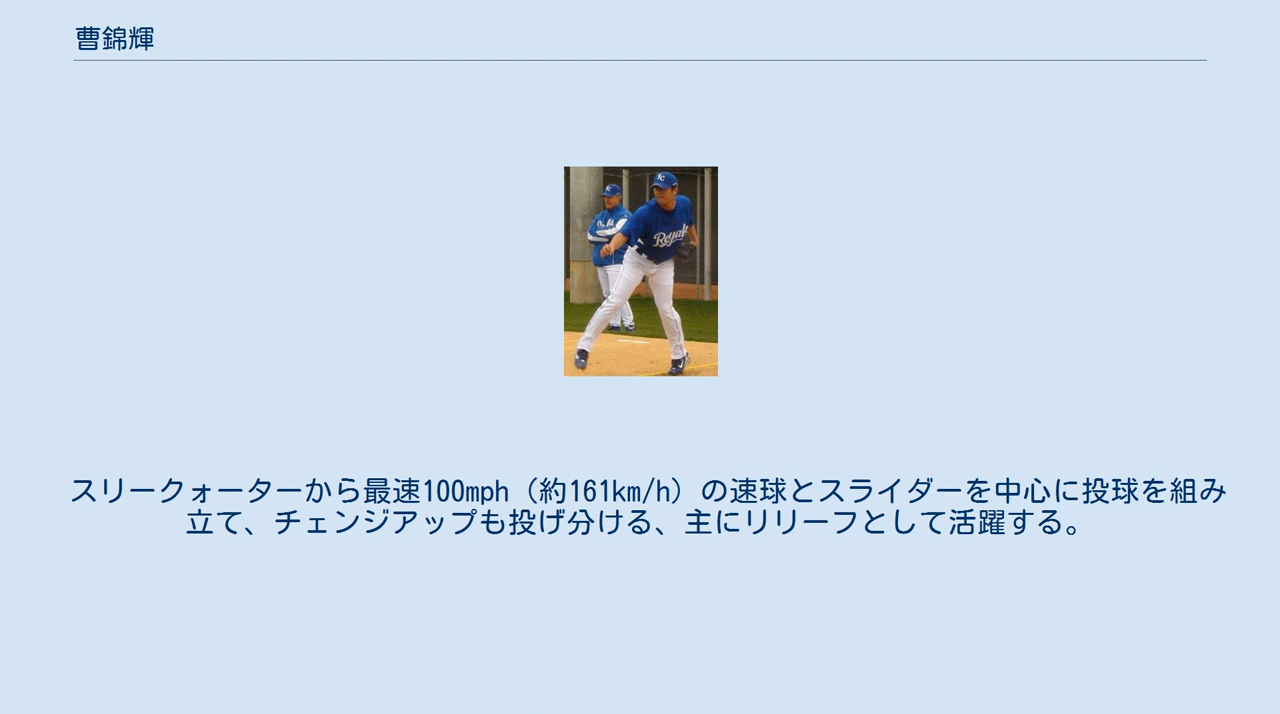 曹錦輝
KC
Royals
スリークォーターから最速100mph（約161km/h）の速球とスライダーを中心に投球を組み
立て、チェンジアップも投げ分ける、主にリリーフとして活躍する。